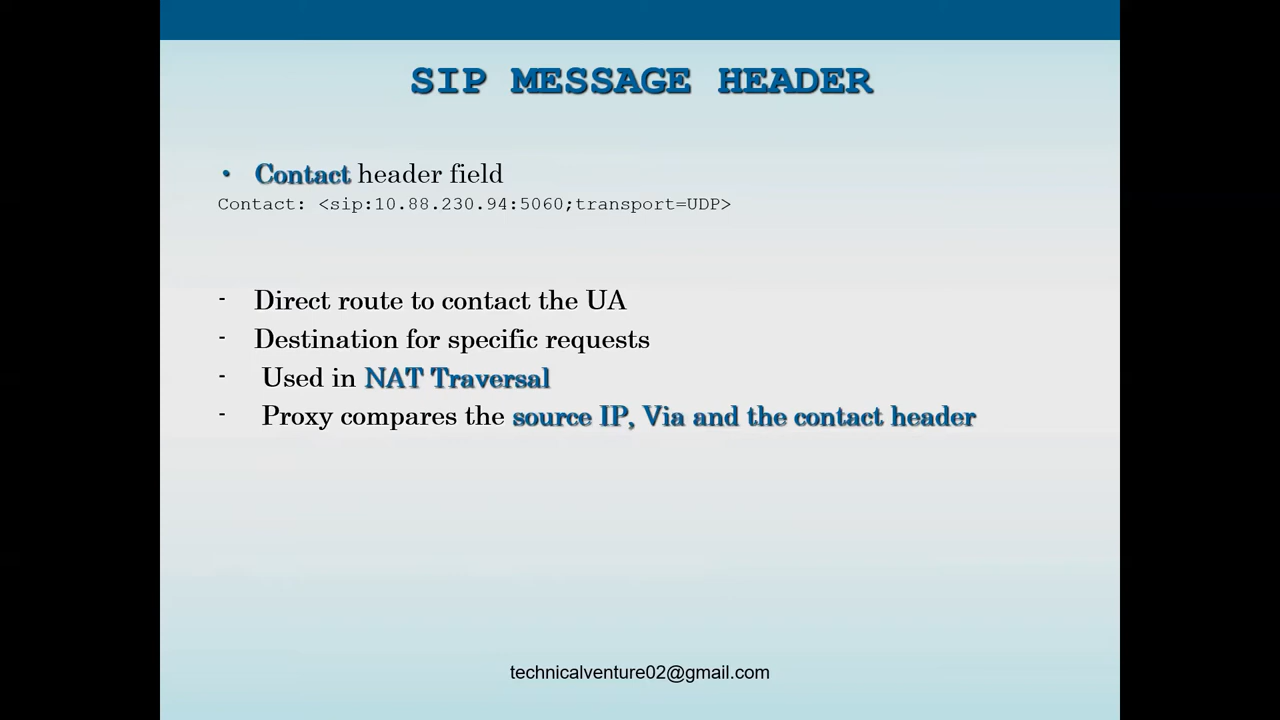 SIP MESSAGE HEADER
• Contact header field
Contact: <sip:10.88.230.94:5060;transport=UDP>
- Direct route to contact the UA
- Destination for specific requests
- Used in NAT Traversal
- Proxy compares the source IP, Via and the contact header
technicalventure02@gmail.com